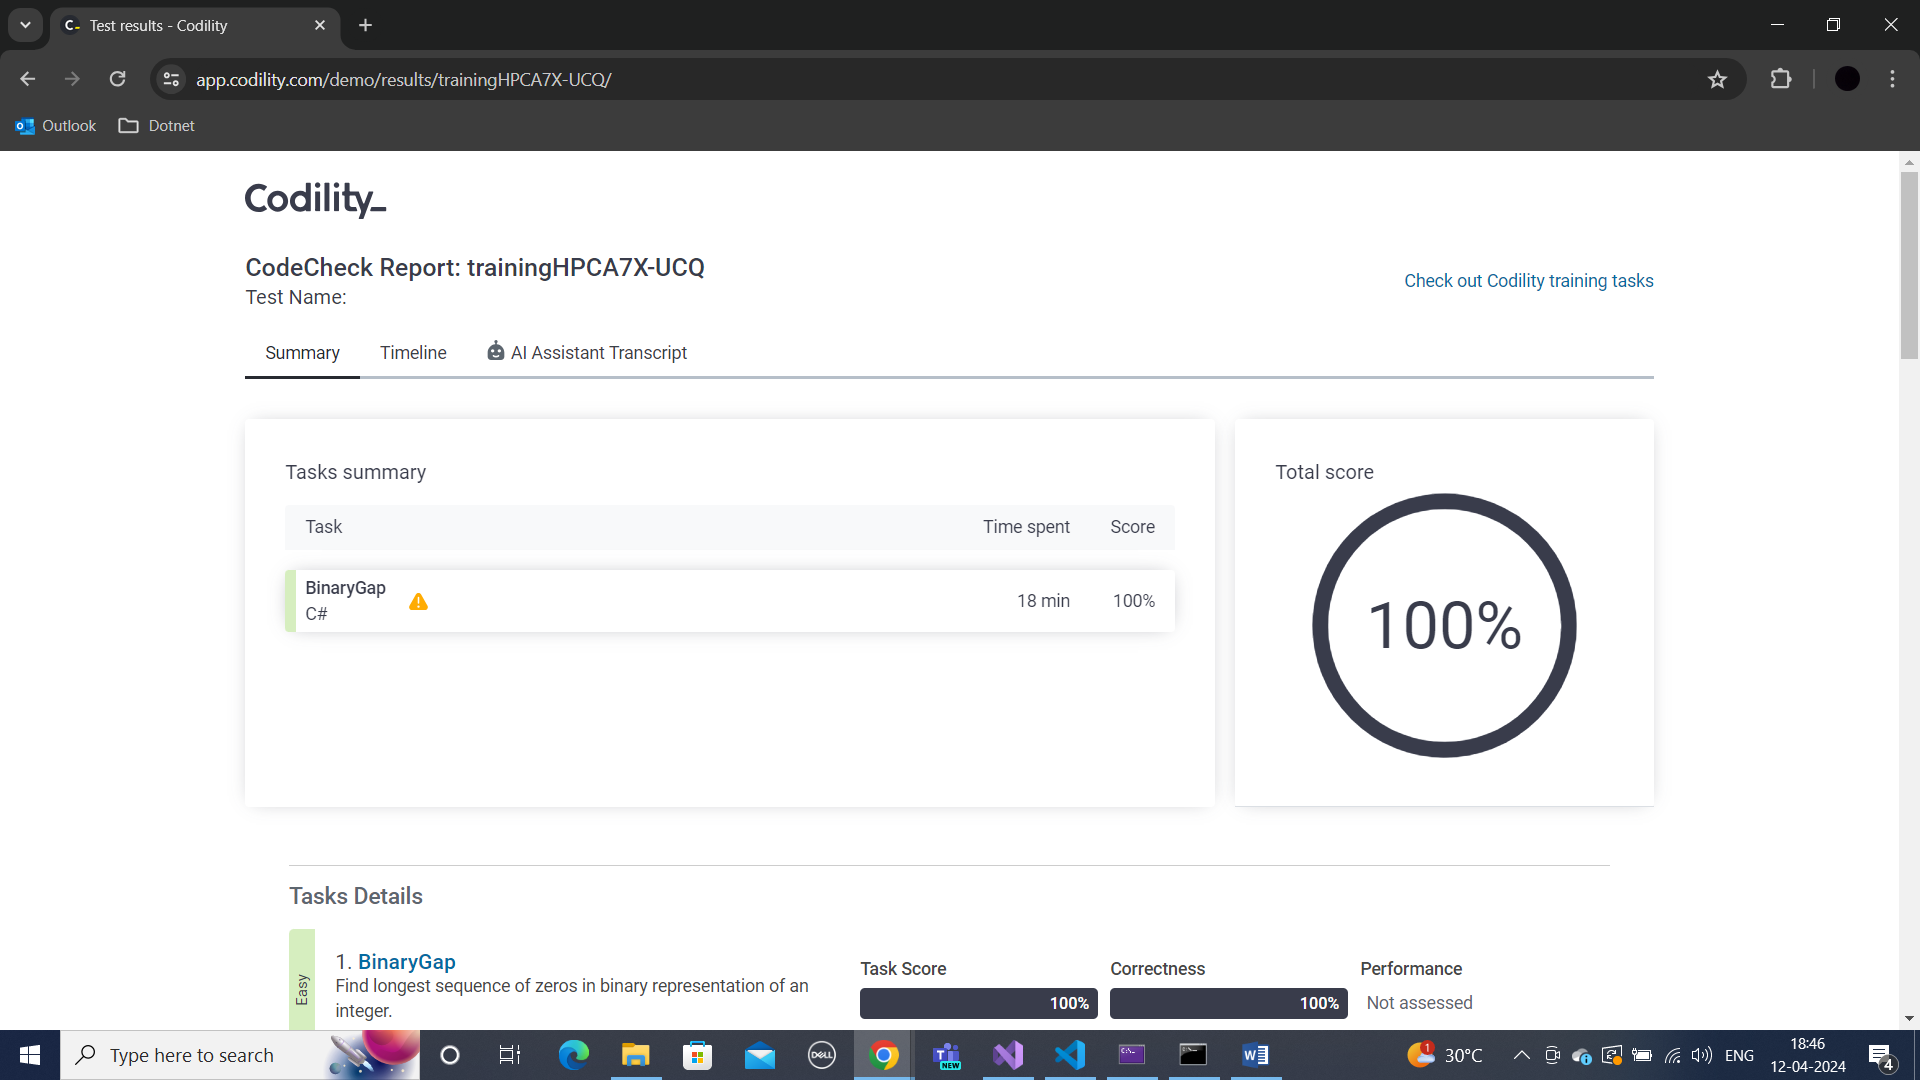 Test results - Codility
app.codility.com/demo/results/trainingHPCA7X-UCQ/
Outlook
Dotnet
Codility_
CodeCheck Report: trainingHPCA7X-UCQ
Test Name:
Check out Codility training tasks
Summary
Timeline
AI Assistant Transcript
Tasks summary
Task Time spent Score
BinaryGap
C#
18 min 100%
Total score
100%
Tasks Details
Easy
1. BinaryGap
Find longest sequence of zeros in binary representation of an
integer.
Task Score
100%
Correctness
100%
Performance
Not assessed
Type here to search
DELL
NEW
1
30°C
ENG
18:46
12-04-2024
4